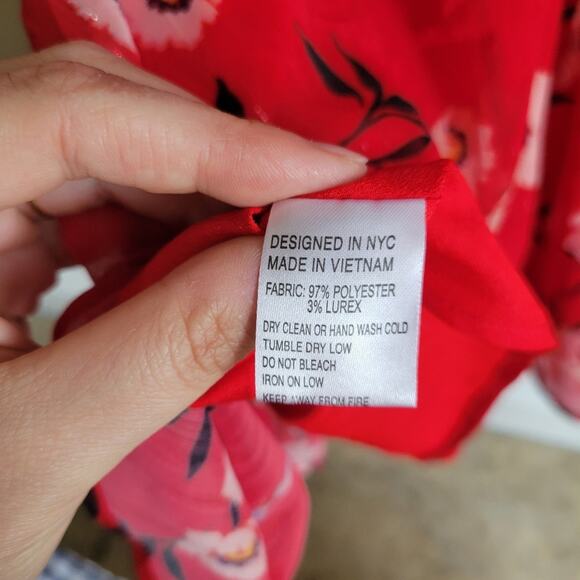 DESIGNED IN NYC
MADE IN VIETNAM
FABRIC: 97% POLYESTER
3% LUREX
DRY CLEAN OR HAND WASH COLD
TUMBLE DRY LOW
DO NOT BLEACH
IRON ON LOW
KEEP AWAY FROM FIRE